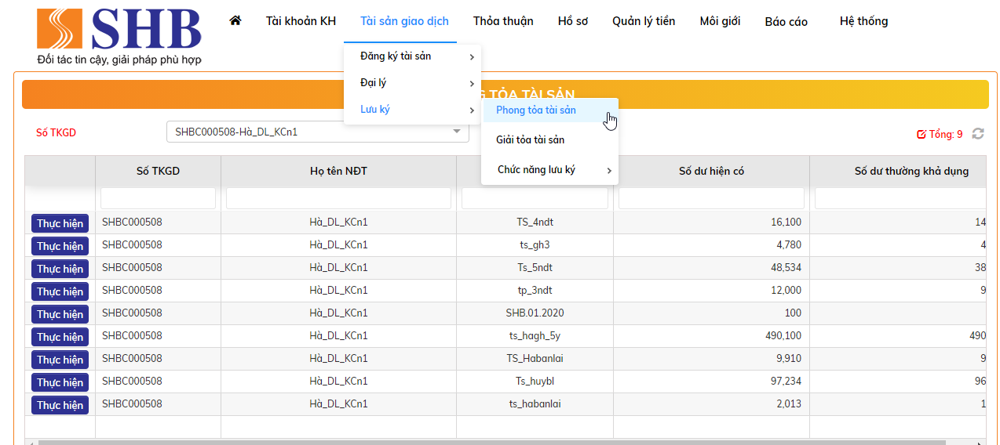 SHB
Đối tác tin cậy, giải pháp phù hợp
Tài khoản KH Tài sản giao dịch Thỏa thuận Hồ sơ Quản lý tiền Môi giới Báo cáo Hệ thống
Đăng ký tài sản
Đại lý
Lưu ký
TỎA TÀI SẢN
Phong tỏa tài sản
Giải tỏa tài sản
Chức năng lưu ký
Số TKGD SHBC000508-Hà_DL_KCn1 Tổng: 9
Số TKGD Họ tên NĐT Số dư hiện có Số dư thường khả dụng
Thực hiện SHBC000508 Hà_DL_KCn1 TS_4ndt 16,100 14
Thực hiện SHBC000508 Hà_DL_KCn1 ts_gh3 4,780 4
Thực hiện SHBC000508 Hà_DL_KCn1 Ts_5ndt 48,534 38
Thực hiện SHBC000508 Hà_DL_KCn1 tp_3ndt 12,000 9
Thực hiện SHBC000508 Hà_DL_KCn1 SHB.01.2020 100
Thực hiện SHBC000508 Hà_DL_KCn1 ts_hagh_5y 490,100 490
Thực hiện SHBC000508 Hà_DL_KCn1 TS_Habanlai 9,910 9
Thực hiện SHBC000508 Hà_DL_KCn1 Ts_huybl 97,234 96
Thực hiện SHBC000508 Hà_DL_KCn1 ts_habanlai 2,013 1